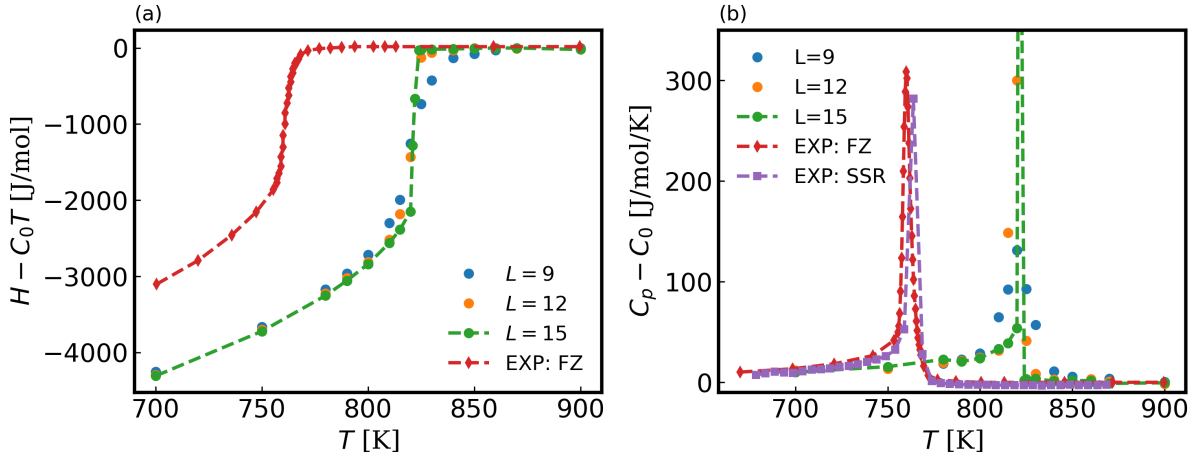 (a)
H − C₀T [J/mol]
0
−1000
−2000
−3000
−4000
700
750
800
850
900
T [K]
L = 9
L = 12
L = 15
EXP: FZ
(b)
Cₚ − C₀ [J/mol/K]
300
200
100
0
700
750
800
850
900
T [K]
L=9
L=12
L=15
EXP: FZ
EXP: SSR